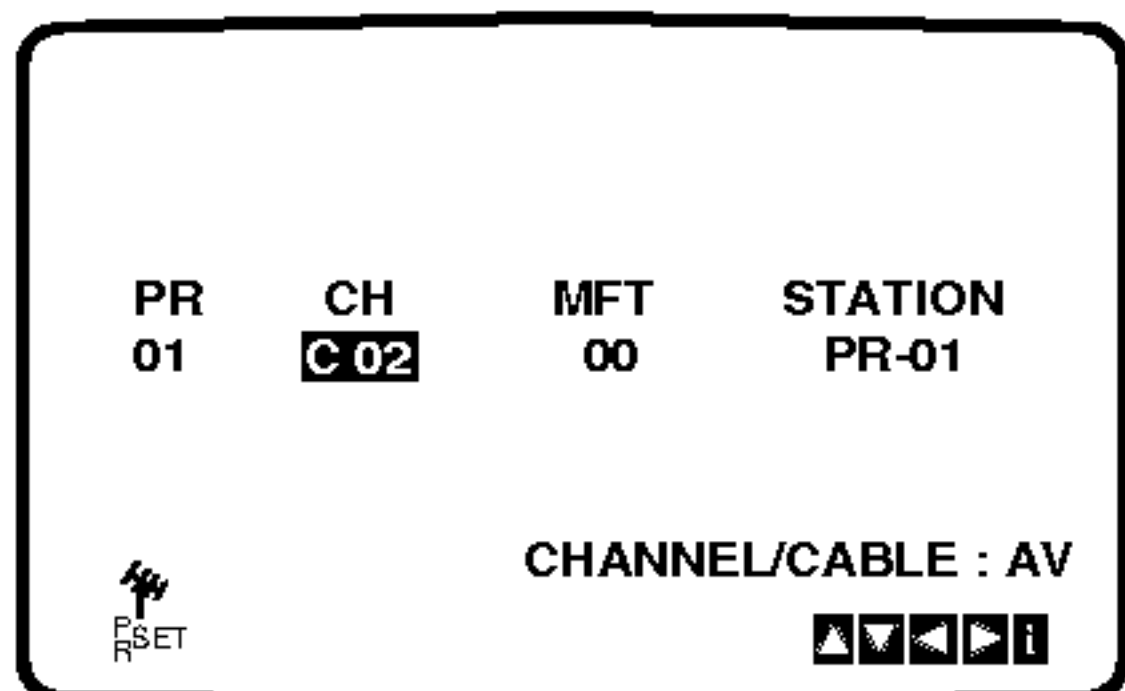 PR CH MFT STATION
01 C 02 00 PR-01
CHANNEL/CABLE : AV
PR SET
i